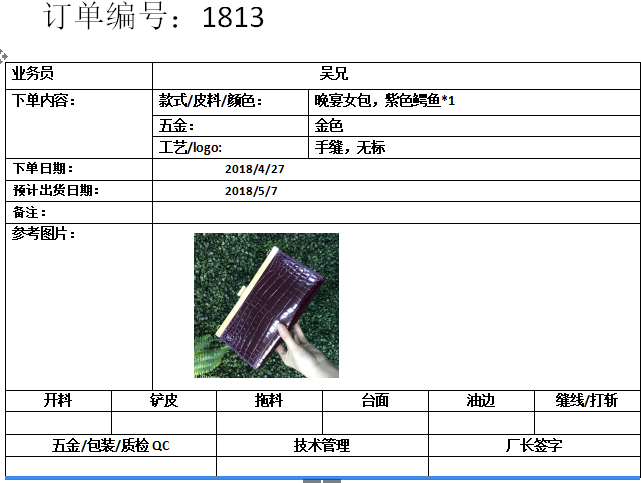 订单编号：1813
业务员 吴兄
下单内容： 款式/皮料/颜色： 晚宴女包，紫色鳄鱼*1
五金： 金色
工艺/logo: 手缝，无标
下单日期： 2018/4/27
预计出货日期： 2018/5/7
备注：
参考图片：
开料 铲皮 拖料 台面 油边 缝线/打斩
五金/包装/质检 QC 技术管理 厂长签字